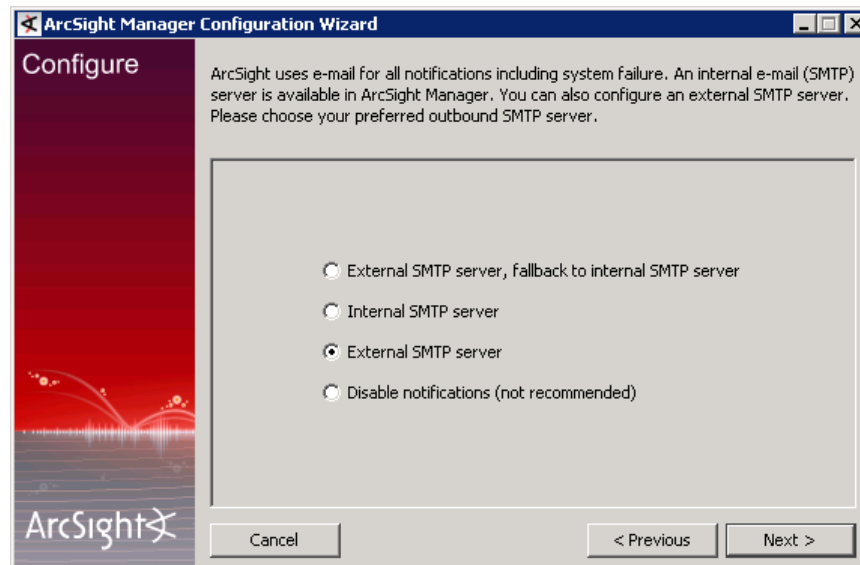 ArcSight Manager Configuration Wizard
Configure
ArcSight uses e-mail for all notifications including system failure. An internal e-mail (SMTP)
server is available in ArcSight Manager. You can also configure an external SMTP server.
Please choose your preferred outbound SMTP server.
External SMTP server, fallback to internal SMTP server
Internal SMTP server
External SMTP server
Disable notifications (not recommended)
ArcSight
Cancel
< Previous
Next >